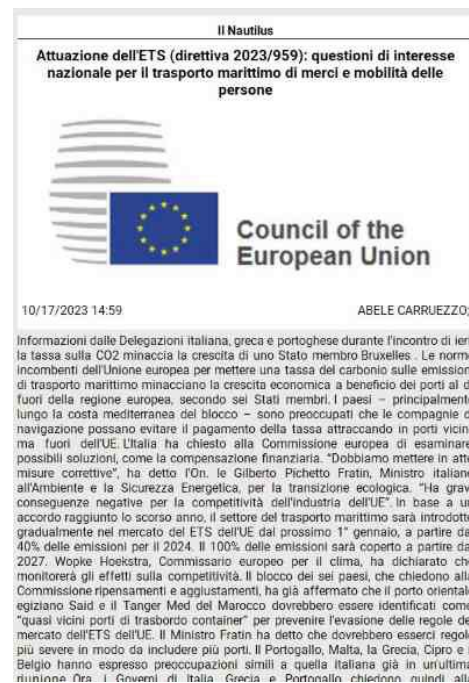 Il Nautilus
Attuazione dell'ETS (direttiva 2023/959): questioni di interesse
nazionale per il trasporto marittimo di merci e mobilità delle
persone
Council of the
European Union
10/17/2023 14:59
ABELE CARRUEZZO;
Informazioni dalle Delegazioni italiana, greca e portoghese durante l'incontro di ieri
la tassa sulla CO2 minaccia la crescita di uno Stato membro Bruxelles . Le norme
incombenti dell'Unione europea per mettere una tassa del carbonio sulle emission
di trasporto marittimo minacciano la crescita economica a beneficio dei porti al d
fuori della regione europea, secondo sei Stati membri. I paesi – principalmente
lungo la costa mediterranea del blocco – sono preoccupati che le compagnie d
navigazione possano evitare il pagamento della tassa attraccando in porti vicin
ma fuori dell'UE. L'Italia ha chiesto alla Commissione europea di esaminare
possibili soluzioni, come la compensazione finanziaria. "Dobbiamo mettere in atto
misure correttive", ha detto l'On. le Gilberto Pichetto Fratin, Ministro italiano
all'Ambiente e la Sicurezza Energetica, per la transizione ecologica. "Ha grav
conseguenze negative per la competitività dell'industria dell'UE". In base a un
accordo raggiunto lo scorso anno, il settore del trasporto marittimo sarà introdotto
gradualmente nel mercato del ETS dell'UE dal prossimo 1° gennaio, a partire da
40% delle emissioni per il 2024. Il 100% delle emissioni sarà coperto a partire da
2027. Wopke Hoekstra, Commissario europeo per il clima, ha dichiarato che
monitorerà gli effetti sulla competitività. Il blocco dei sei paesi, che chiedono alla
Commissione ripensamenti e aggiustamenti, ha già affermato che il porto orientale
egiziano Said e il Tanger Med del Marocco dovrebbero essere identificati come
"quasi vicini porti di trasbordo container" per prevenire l'evasione delle regole de
mercato dell'ETS dell'UE. Il Ministro Fratin ha detto che dovrebbero esserci regole
più severe in modo da includere più porti. Il Portogallo, Malta, la Grecia, Cipro e i
Belgio hanno espresso preoccupazioni simili a quella italiana già in un'ultima
riunione. Ora, i Governi di Italia, Grecia e Portogallo chiedono quindi alla